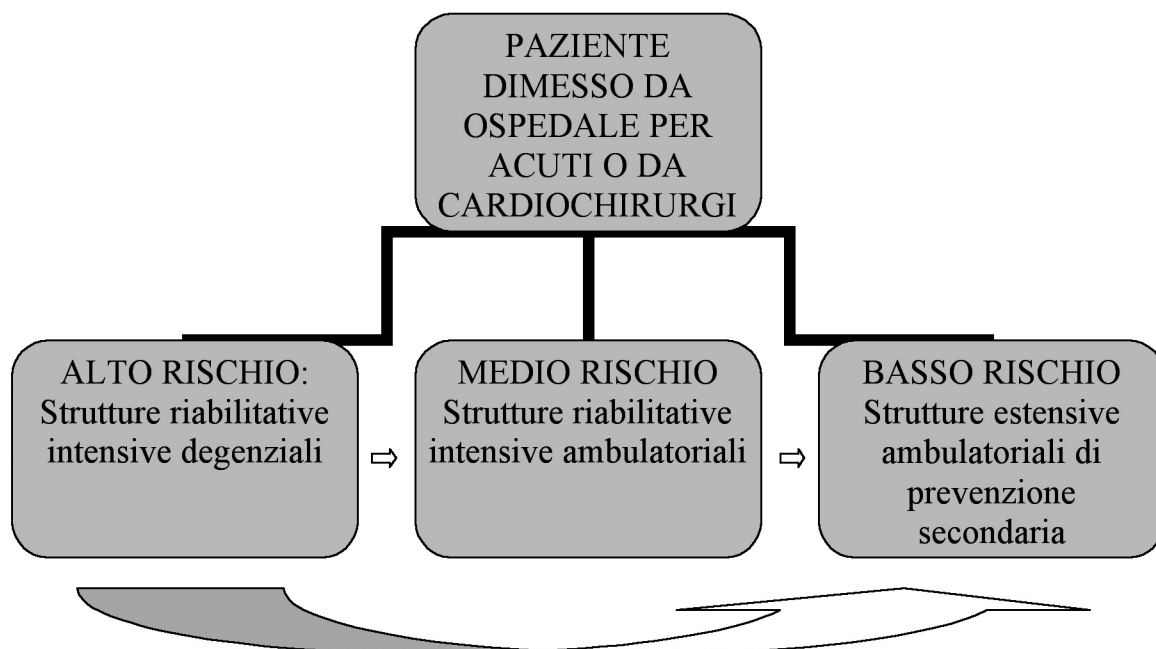 PAZIENTE
DIMESSO DA
OSPEDALE PER
ACUTI O DA
CARDIOCHIRURGI
ALTO RISCHIO:
Strutture riabilitative
intensive degenziali
MEDIO RISCHIO
Strutture riabilitative
intensive ambulatoriali
BASSO RISCHIO
Strutture estensive
ambulatoriali di
prevenzione
secondaria